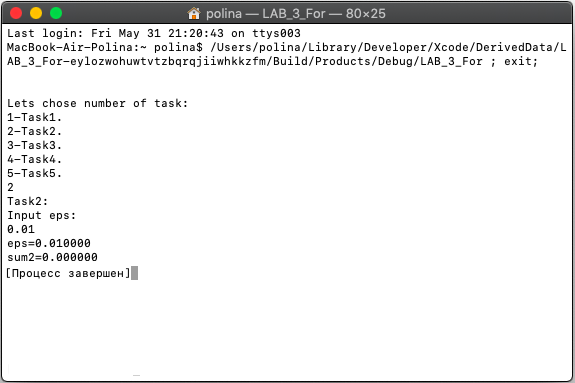 polina — LAB_3_For — 80×25
Last login: Fri May 31 21:20:43 on ttys003
MacBook-Air-Polina:~ polina$ /Users/polina/Library/Developer/Xcode/DerivedData/L
AB_3_For-eylozwohuwtvtzbqrqjiiwhkkzfm/Build/Products/Debug/LAB_3_For ; exit;
Lets chose number of task:
1-Task1.
2-Task2.
3-Task3.
4-Task4.
5-Task5.
2
Task2:
Input eps:
0.01
eps=0.010000
sum2=0.000000
[Процесс завершен]